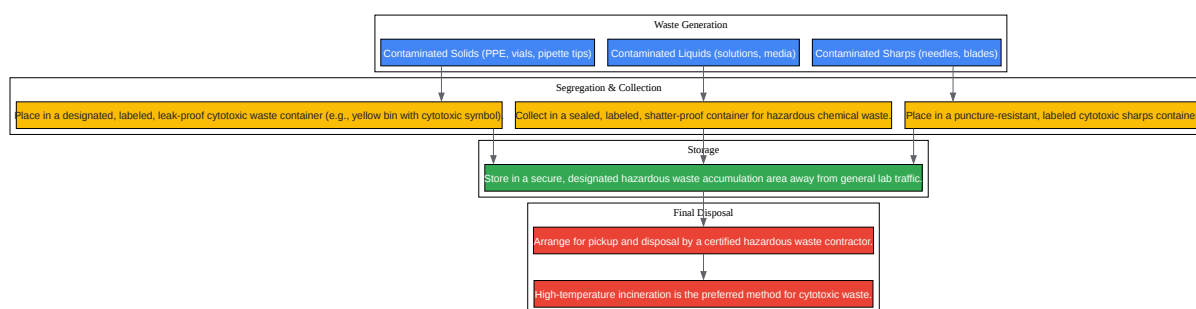 Waste Generation
Contaminated Solids (PPE, vials, pipette tips)
Contaminated Liquids (solutions, media)
Contaminated Sharps (needles, blades)
Segregation & Collection
Place in a designated, labeled, leak-proof cytotoxic waste container (e.g., yellow bin with cytotoxic symbol).
Collect in a sealed, labeled, shatter-proof container for hazardous chemical waste.
Place in a puncture-resistant, labeled cytotoxic sharps container
Storage
Store in a secure, designated hazardous waste accumulation area away from general lab traffic.
Final Disposal
Arrange for pickup and disposal by a certified hazardous waste contractor.
High-temperature incineration is the preferred method for cytotoxic waste.